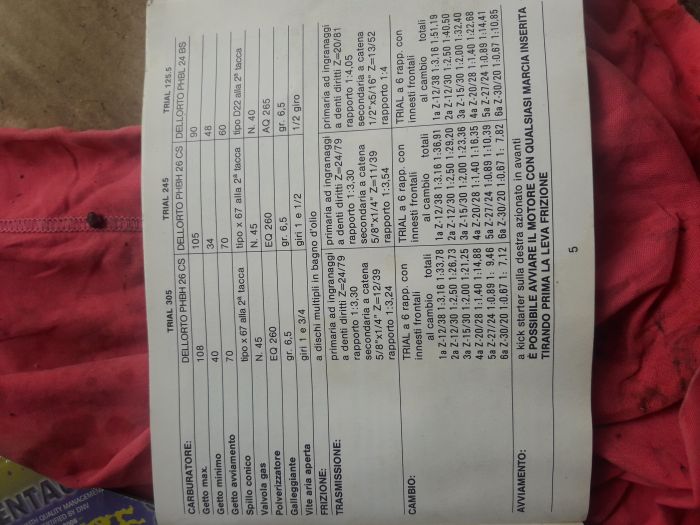 TRIAL 305 TRIAL 245 TRIAL 125.5
CARBURATORE: DELLORTO PHBH 26 CS DELLORTO PHBH 26 CS DELLORTO PHBL 24 BS
Getto max. 108 105 90
Getto minimo 40 34 48
Getto avviamento 70 70 60
Spillo conico tipo x 67 alla 2ª tacca tipo x 67 alla 2ª tacca tipo D22 alla 2ª tacca
Valvola gas N. 45 N. 45 N. 40
Polverizzatore EQ 260 EQ 260 AQ 265
Galleggiante gr. 6,5 gr. 6,5 gr. 6,5
Vite aria aperta giri 1 e 3/4 giri 1 e 1/2 1/2 giro
FRIZIONE: a dischi multipli in bagno d'olio
TRASMISSIONE: primaria ad ingranaggi primaria ad ingranaggi primaria ad ingranaggi
a denti diritti Z=24/79 a denti diritti Z=24/79 a denti diritti Z=20/81
rapporto 1:3,30 rapporto 1:3,30 rapporto 1:4,05
secondaria a catena secondaria a catena secondaria a catena
5/8"x1/4" Z=12/39 5/8"x1/4" Z=11/39 1/2"x5/16" Z=13/52
rapporto 1:3,24 rapporto 1:3,54 rapporto 1:4
CAMBIO: TRIAL a 6 rapp. con TRIAL a 6 rapp. con TRIAL a 6 rapp. con
innesti frontali innesti frontali innesti frontali
al cambio totali al cambio totali al cambio totali
1a Z-12/38 1:3.16 1:33.78 1a Z-12/38 1:3.16 1:36,91 1a Z-12/38 1:3.16 1:51.19
2a Z-12/30 1:2.50 1:26.73 2a Z-12/30 1:2.50 1:29.20 2a Z-12/30 1:2.50 1:40.50
3a Z-15/30 1:2.00 1:21.25 3a Z-15/30 1:2.00 1:23.36 3a Z-15/30 1:2.00 1:32.40
4a Z-20/28 1:1.40 1:14.88 4a Z-20/28 1:1.40 1:16.35 4a Z-20/28 1:1.40 1:22.68
5a Z-27/24 1:0.89 1: 9.46 5a Z-27/24 1:0.89 1:10.39 5a Z-27/24 1:0.89 1:14.41
6a Z-30/20 1:0.67 1: 7.12 6a Z-30/20 1:0.67 1: 7.82 6a Z-30/20 1:0.67 1:10.85
AVVIAMENTO: a kick starter sulla destra azionato in avanti
È POSSIBILE AVVIARE IL MOTORE CON QUALSIASI MARCIA INSERITA
TIRANDO PRIMA LA LEVA FRIZIONE
5
QUALITY MANAGEMENT
CERTIFIED BY DNV